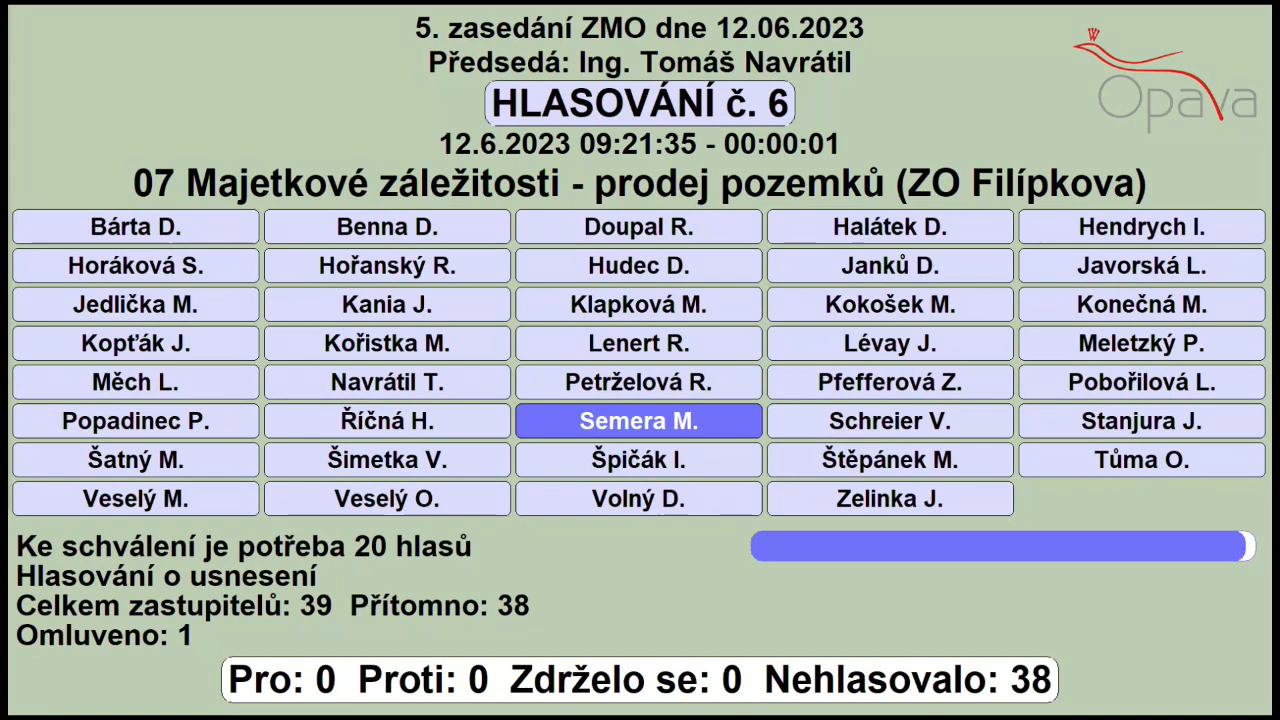 5. zasedání ZMO dne 12.06.2023
Předsedá: Ing. Tomáš Navrátil
Opava
HLASOVÁNÍ č. 6
12.6.2023 09:21:35 - 00:00:01
07 Majetkové záležitosti - prodej pozemků (ZO Filípkova)
Bárta D. Benna D. Doupal R. Halátek D. Hendrych I.
Horáková S. Hořanský R. Hudec D. Janků D. Javorská L.
Jedlička M. Kania J. Klapková M. Kokošek M. Konečná M.
Kopťák J. Kořistka M. Lenert R. Lévay J. Meletzký P.
Měch L. Navrátil T. Petrželová R. Pfefferová Z. Pobořilová L.
Popadinec P. Říčná H. Semera M. Schreier V. Stanjura J.
Šatný M. Šimetka V. Špičák I. Štěpánek M. Tůma O.
Veselý M. Veselý O. Volný D. Zelinka J.
Ke schválení je potřeba 20 hlasů
Hlasování o usnesení
Celkem zastupitelů: 39 Přítomno: 38
Omluveno: 1
Pro: 0 Proti: 0 Zdrželo se: 0 Nehlasovalo: 38